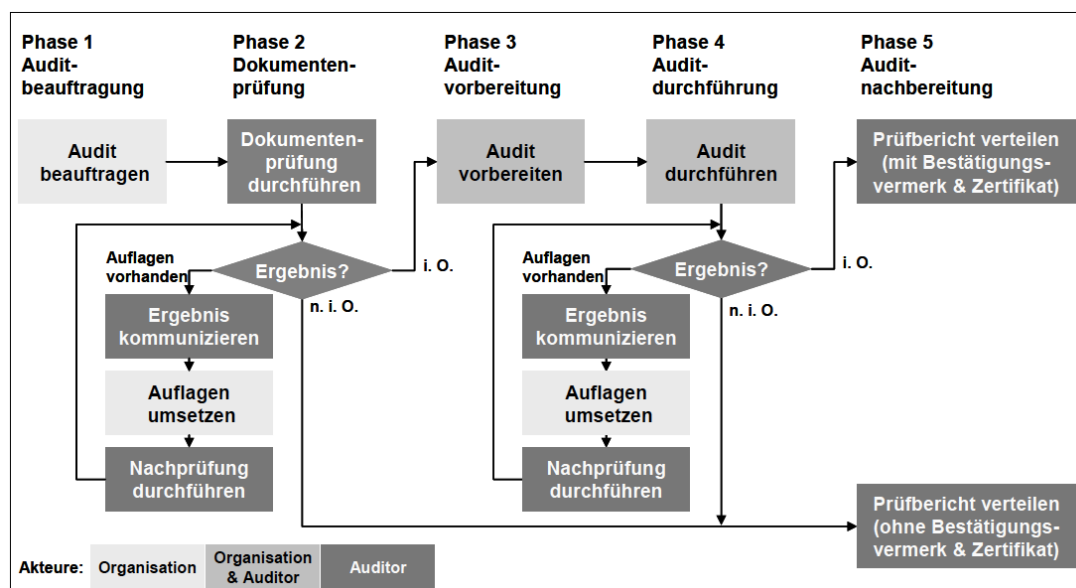 Phase 1
Audit-
beauftragung
Phase 2
Dokumenten-
prüfung
Phase 3
Audit-
vorbereitung
Phase 4
Audit-
durchführung
Phase 5
Audit-
nachbereitung
Audit
beauftragen
Dokumenten-
prüfung
durchführen
Audit
vorbereiten
Audit
durchführen
Prüfbericht verteilen
(mit Bestätigungs-
vermerk & Zertifikat)
Auflagen
vorhanden
Ergebnis?
i. O.
n. i. O.
Ergebnis
kommunizieren
Auflagen
umsetzen
Nachprüfung
durchführen
Auflagen
vorhanden
Ergebnis?
i. O.
n. i. O.
Ergebnis
kommunizieren
Auflagen
umsetzen
Nachprüfung
durchführen
Prüfbericht verteilen
(ohne Bestätigungs-
vermerk & Zertifikat)
Akteure:
Organisation
Organisation
& Auditor
Auditor